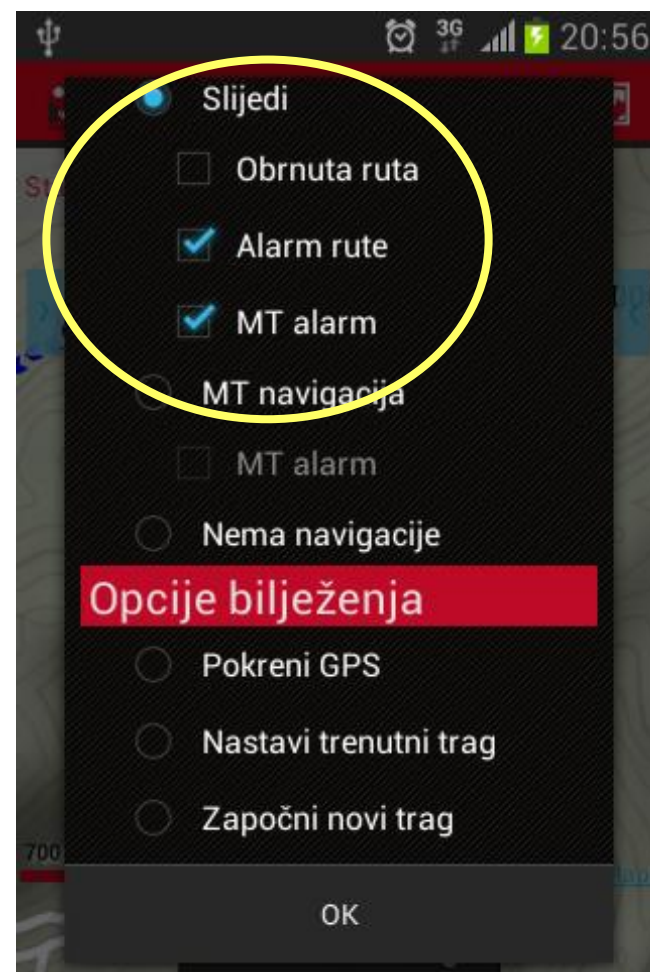 3G 20:56
Slijedi
Obrnuta ruta
Alarm rute
MT alarm
MT navigacija
MT alarm
Nema navigacije
Opcije bilježenja
Pokreni GPS
Nastavi trenutni trag
Započni novi trag
700
OK